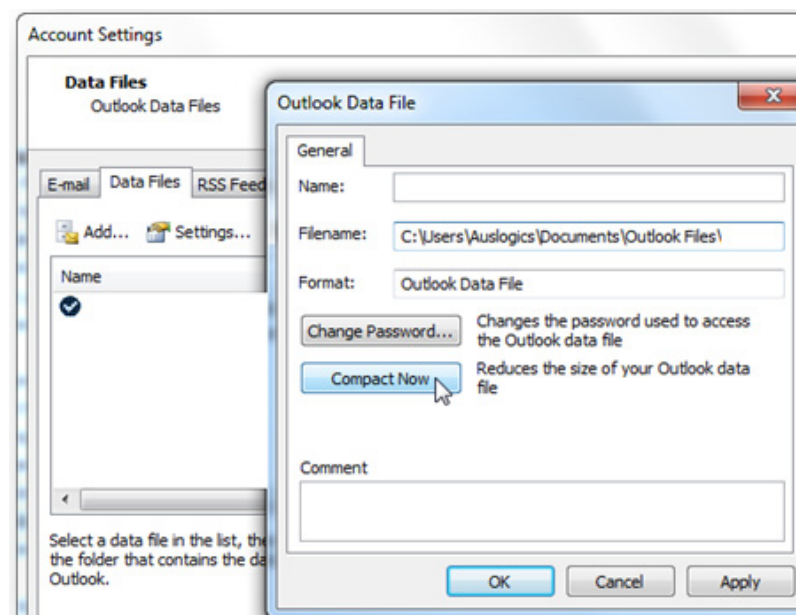 Account Settings
Data Files
Outlook Data Files
E-mail
Data Files
RSS Feed
Add...
Settings...
Name
Select a data file in the list, the
the folder that contains the da
Outlook.
Outlook Data File
General
Name:
Filename:
C:\Users\Auslogics\Documents\Outlook Files\
Format:
Outlook Data File
Change Password...
Changes the password used to access
the Outlook data file
Compact Now
Reduces the size of your Outlook data
file
Comment
OK
Cancel
Apply